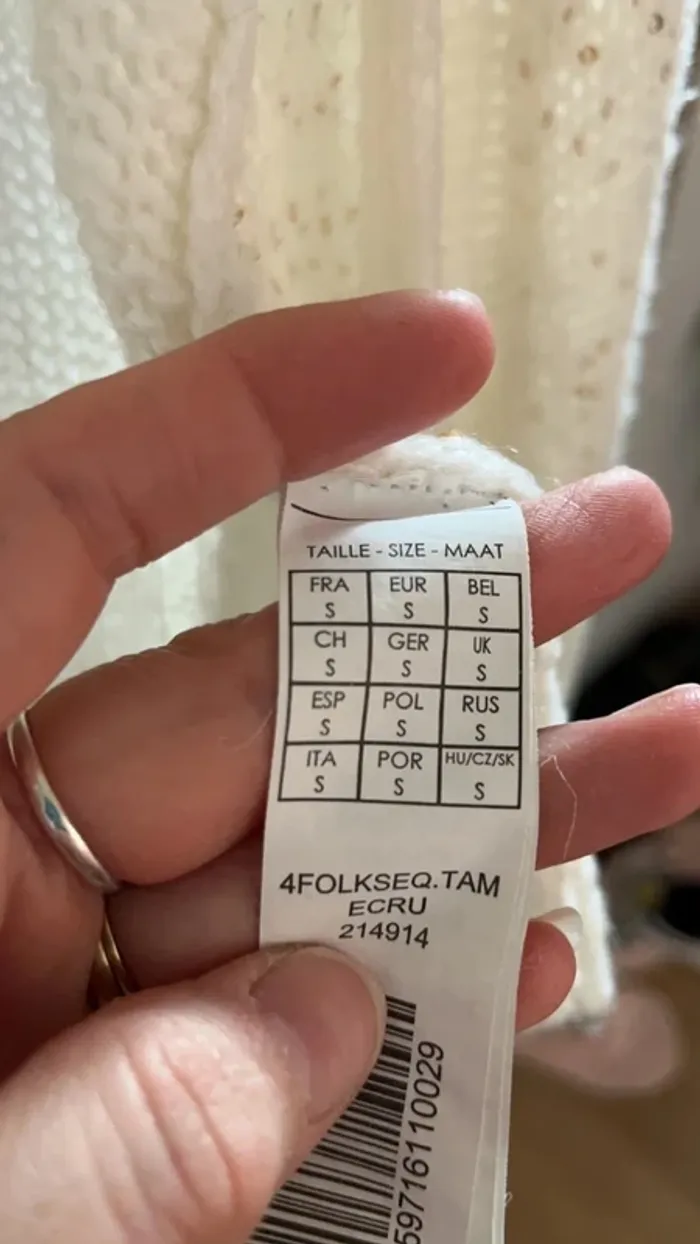 TAILLE - SIZE - MAAT
FRA EUR BEL
S S S
CH GER UK
S S S
ESP POL RUS
S S S
ITA POR HU/CZ/SK
S S S
4FOLKSEQ.TAM
ECRU
214914
59716110029